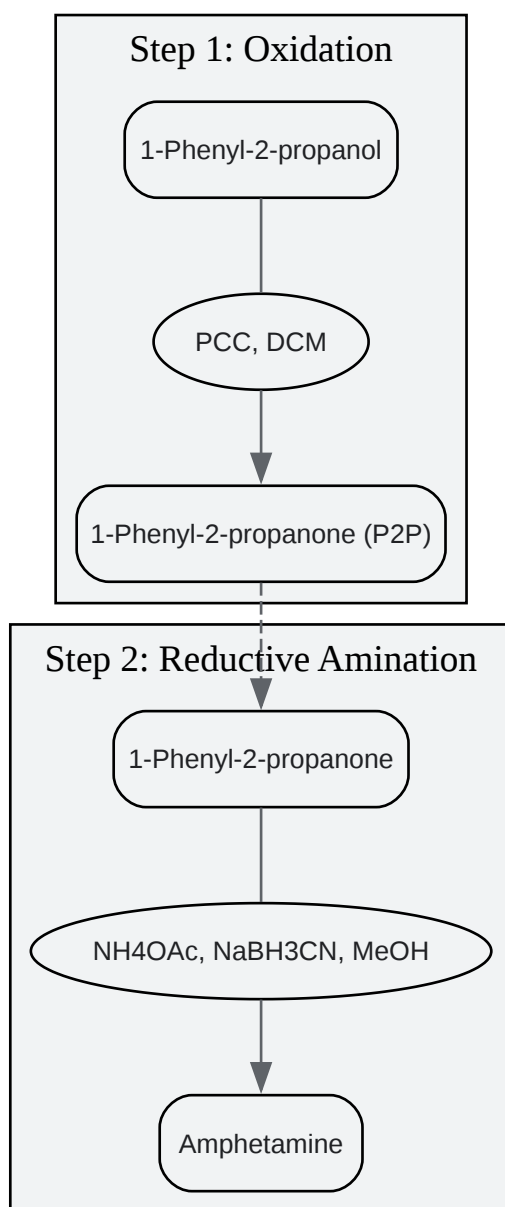 Step 1: Oxidation
1-Phenyl-2-propanol
PCC, DCM
1-Phenyl-2-propanone (P2P)
Step 2: Reductive Amination
1-Phenyl-2-propanone
NH4OAc, NaBH3CN, MeOH
Amphetamine